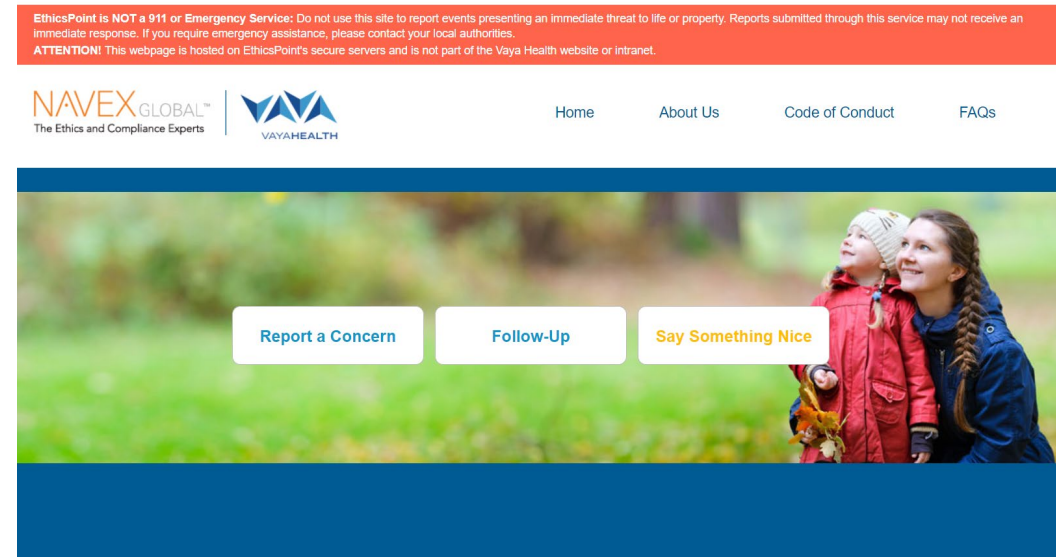 EthicsPoint is NOT a 911 or Emergency Service: Do not use this site to report events presenting an immediate threat to life or property. Reports submitted through this service may not receive an
immediate response. If you require emergency assistance, please contact your local authorities.
ATTENTION! This webpage is hosted on EthicsPoint's secure servers and is not part of the Vaya Health website or intranet.
NAVEX GLOBAL™
The Ethics and Compliance Experts
VAYA
VAYAHEALTH
Home
About Us
Code of Conduct
FAQs
Report a Concern
Follow-Up
Say Something Nice